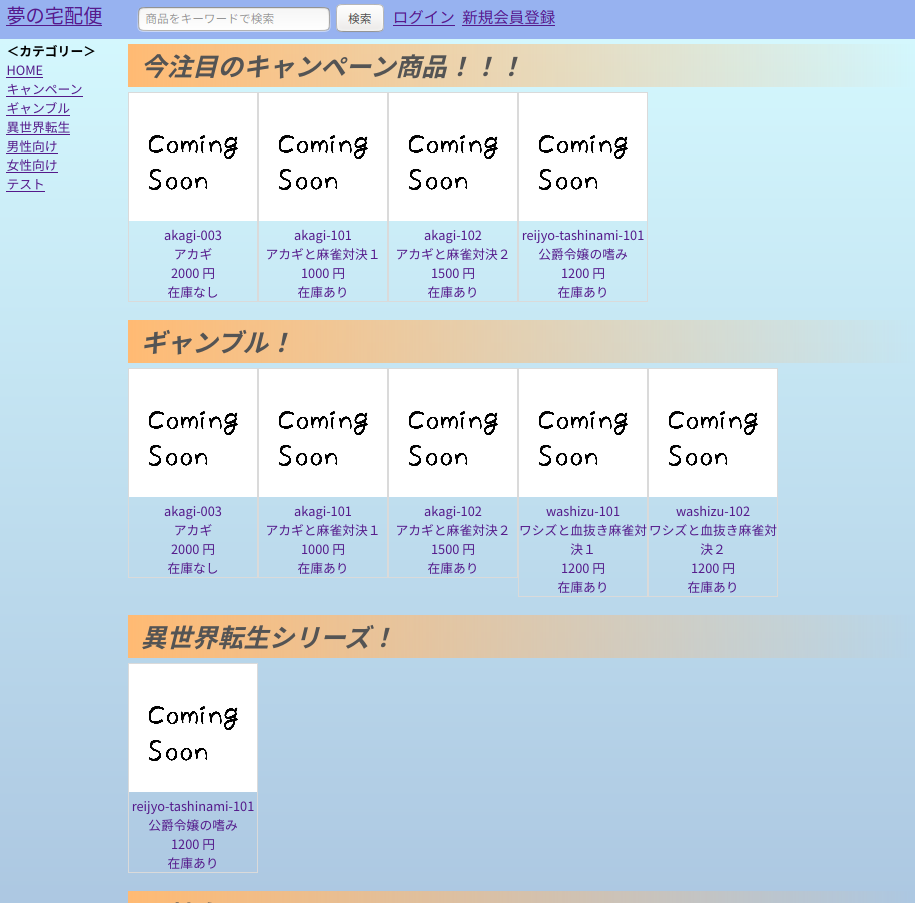 夢の宅配便
商品をキーワードで検索
検索
ログイン 新規会員登録
＜カテゴリー＞
HOME
キャンペーン
ギャンブル
異世界転生
男性向け
女性向け
テスト
今注目のキャンペーン商品！！！
Coming
Soon
akagi-003
アカギ
2000 円
在庫なし
Coming
Soon
akagi-101
アカギと麻雀対決１
1000 円
在庫あり
Coming
Soon
akagi-102
アカギと麻雀対決２
1500 円
在庫あり
Coming
Soon
reijyo-tashinami-101
公爵令嬢の嗜み
1200 円
在庫あり
ギャンブル！
Coming
Soon
akagi-003
アカギ
2000 円
在庫なし
Coming
Soon
akagi-101
アカギと麻雀対決１
1000 円
在庫あり
Coming
Soon
akagi-102
アカギと麻雀対決２
1500 円
在庫あり
Coming
Soon
washizu-101
ワシズと血抜き麻雀対
決１
1200 円
在庫あり
Coming
Soon
washizu-102
ワシズと血抜き麻雀対
決２
1200 円
在庫あり
異世界転生シリーズ！
Coming
Soon
reijyo-tashinami-101
公爵令嬢の嗜み
1200 円
在庫あり